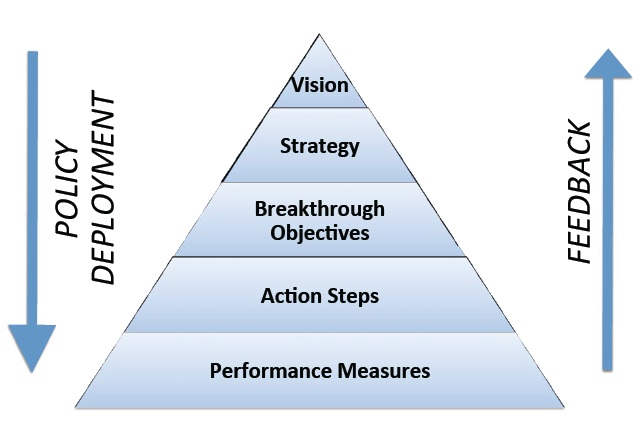 Vision
Strategy
Breakthrough
Objectives
Action Steps
Performance Measures
POLICY
DEPLOYMENT
FEEDBACK